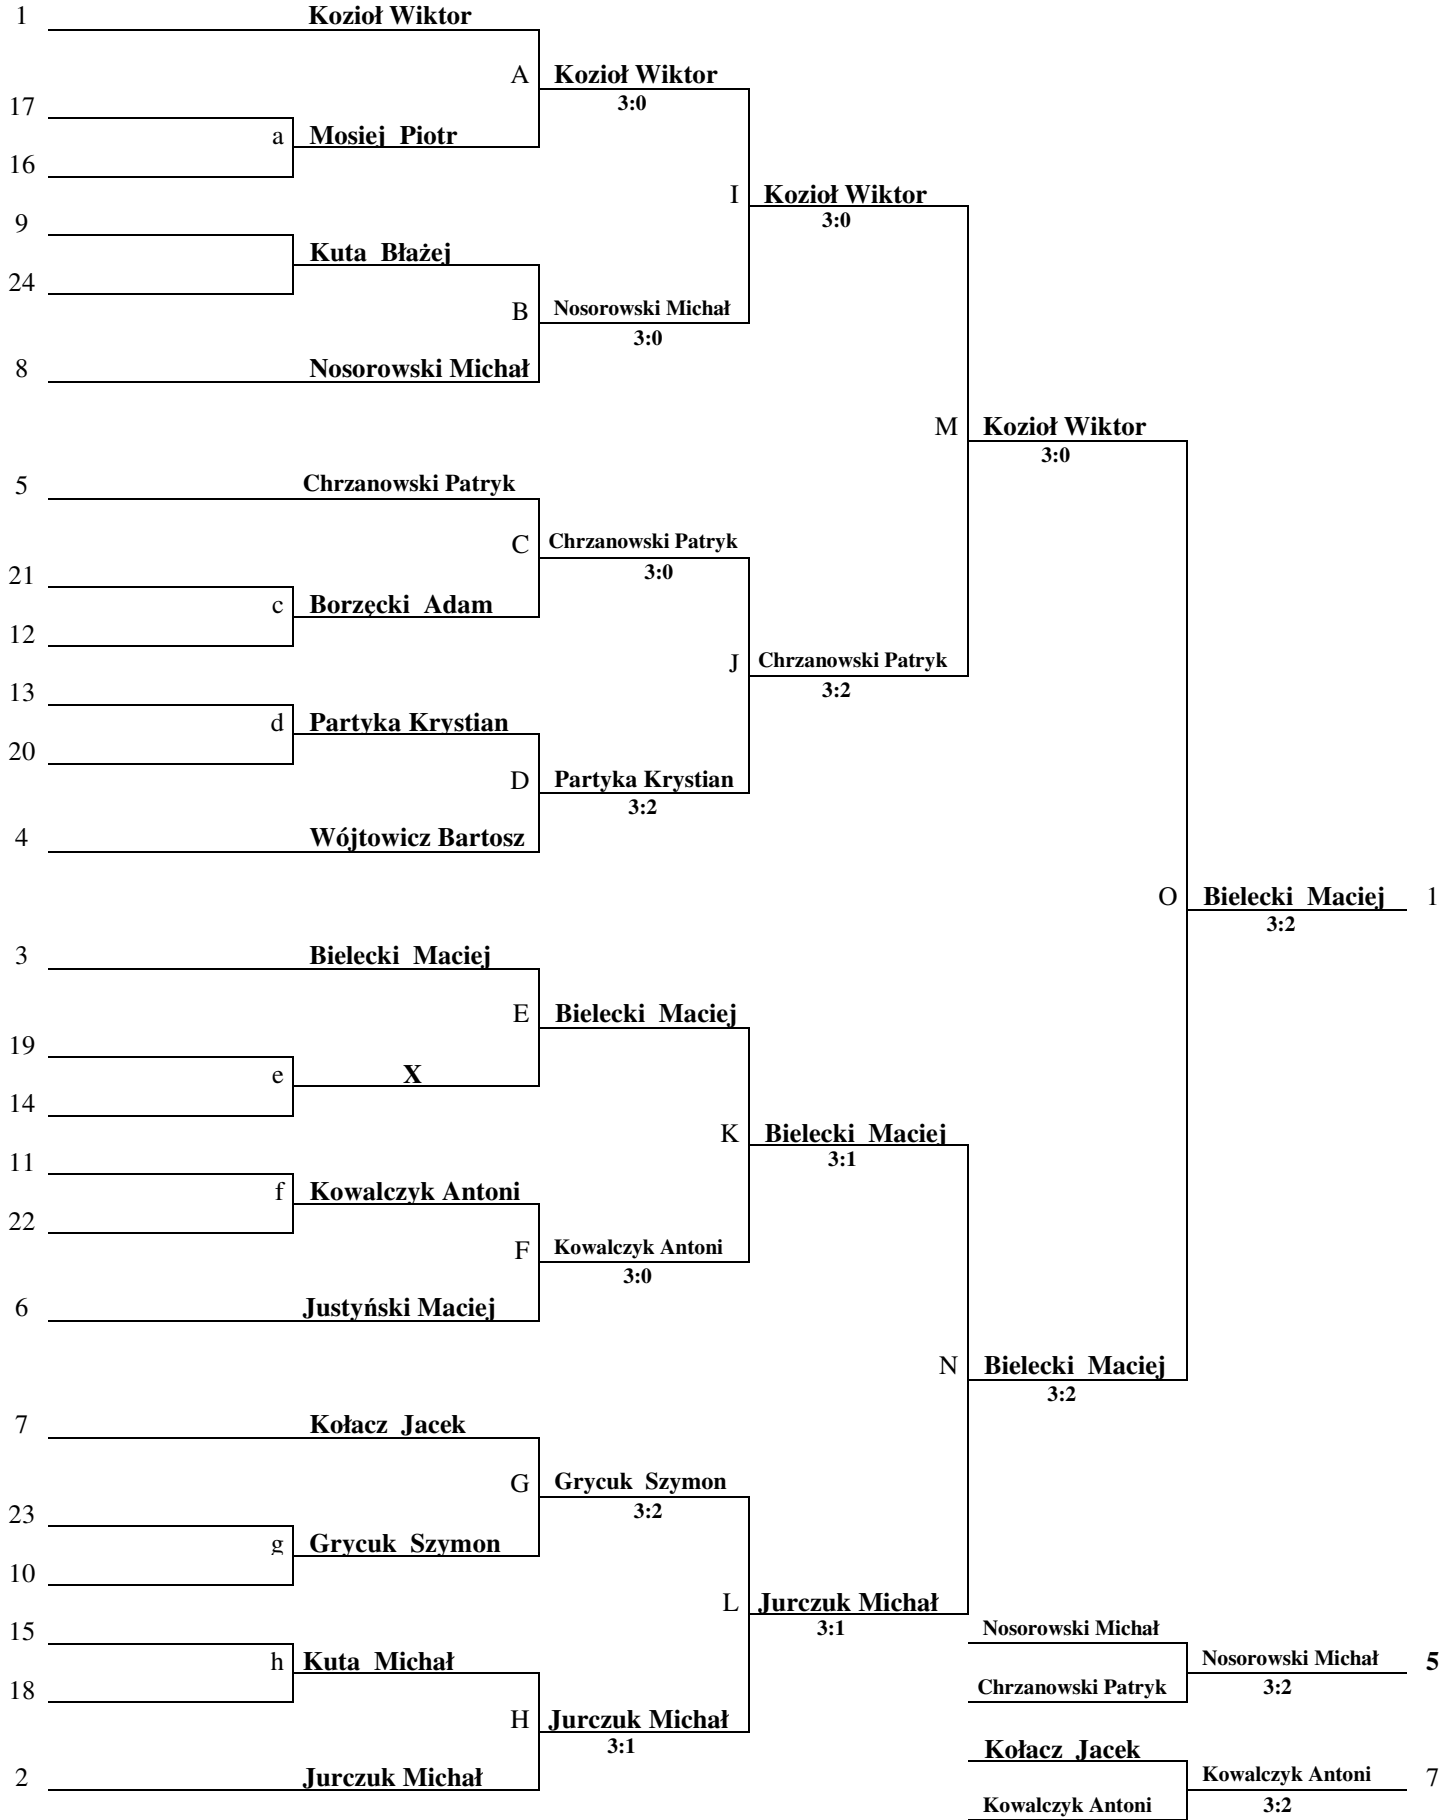 1 Kozioł Wiktor
A Kozioł Wiktor
17 3:0
a Mosiej Piotr
16
I Kozioł Wiktor
9 3:0
Kuta Błażej
24
B Nosorowski Michał
3:0
8 Nosorowski Michał
M Kozioł Wiktor
3:0
5 Chrzanowski Patryk
C Chrzanowski Patryk
21 3:0
c Borzęcki Adam
12
J Chrzanowski Patryk
13 3:2
d Partyka Krystian
20
D Partyka Krystian
3:2
4 Wójtowicz Bartosz
O Bielecki Maciej 1
3:2
3 Bielecki Maciej
E Bielecki Maciej
19
e X
14
K Bielecki Maciej
11 3:1
f Kowalczyk Antoni
22
F Kowalczyk Antoni
3:0
6 Justyński Maciej
N Bielecki Maciej
3:2
7 Kołacz Jacek
G Grycuk Szymon
23 3:2
g Grycuk Szymon
10
L Jurczuk Michał
15 3:1 Nosorowski Michał
h Kuta Michał Nosorowski Michał 5
18 Chrzanowski Patryk 3:2
H Jurczuk Michał
3:1 Kołacz Jacek
2 Jurczuk Michał Kowalczyk Antoni 7
Kowalczyk Antoni 3:2